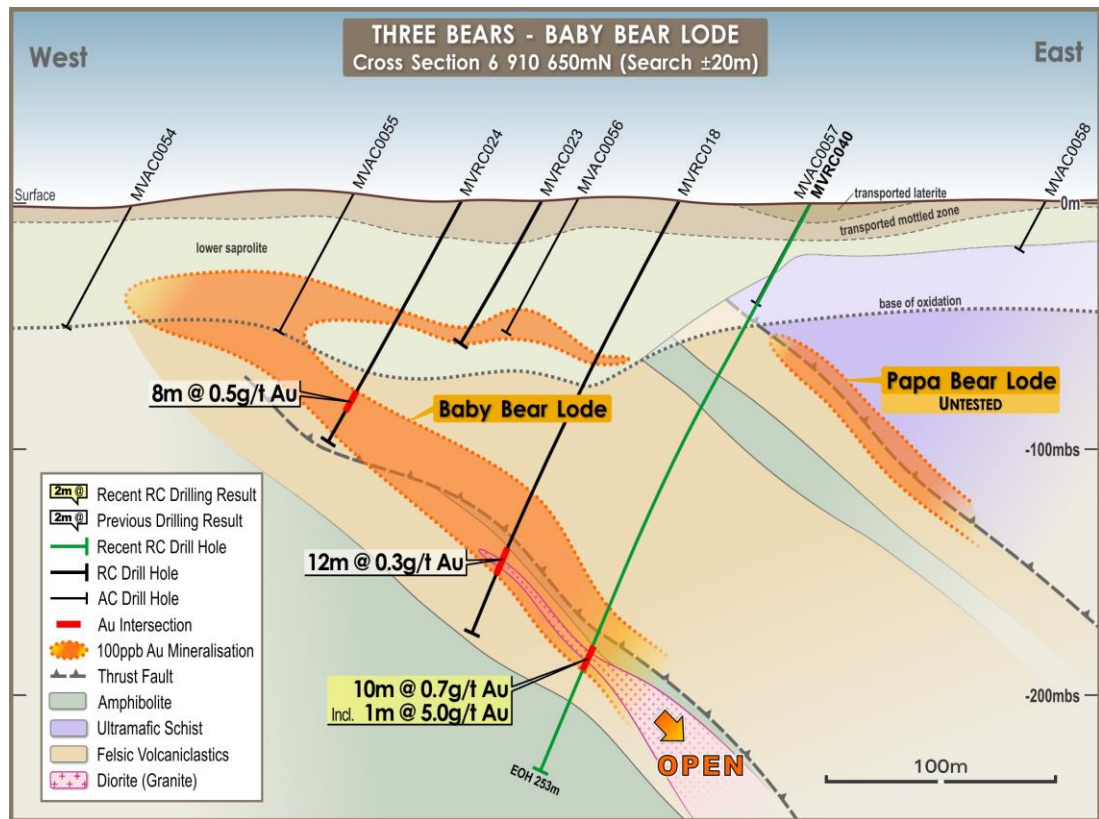 THREE BEARS - BABY BEAR LODE
Cross Section 6 910 650mN (Search ±20m)
West
East
MVAC0054
MVAC0055
MVRC024
MVRC023
MVAC0056
MVRC018
MVAC0057
MVRC040
MVAC0058
Surface
transported laterite
0m
transported mottled zone
lower saprolite
base of oxidation
8m @ 0.5g/t Au
Baby Bear Lode
Papa Bear Lode
UNTESTED
-100mbs
12m @ 0.3g/t Au
10m @ 0.7g/t Au
Incl. 1m @ 5.0g/t Au
-200mbs
OPEN
EOH 253m
100m
2m @ Recent RC Drilling Result
2m @ Previous Drilling Result
Recent RC Drill Hole
RC Drill Hole
AC Drill Hole
Au Intersection
100ppb Au Mineralisation
Thrust Fault
Amphibolite
Ultramafic Schist
Felsic Volcaniclastics
Diorite (Granite)